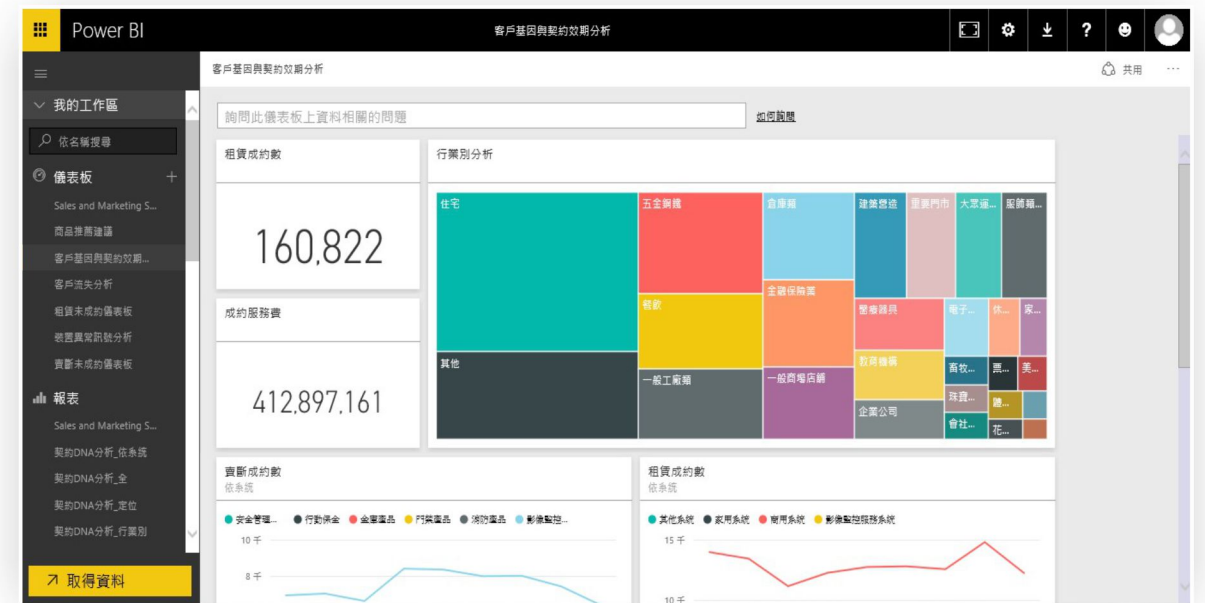 Power BI
客戶基因與契約效期分析
客戶基因與契約效期分析
共用
我的工作區
依名稱搜尋
儀表板
Sales and Marketing S...
商品推薦建議
客戶基因與契約效期...
客戶流失分析
租賃未成約儀表板
裝置異常訊號分析
賣斷未成約儀表板
報表
Sales and Marketing S...
契約DNA分析_依系統
契約DNA分析_全
契約DNA分析_定位
契約DNA分析_行業別
取得資料
詢問此儀表板上資料相關的問題
如何詢問
租賃成約數
160,822
成約服務費
412,897,161
行業別分析
住宅
其他
五金鋼鐵
餐飲
一般工廠類
倉庫類
金融保險業
一般商場店鋪
建築營造
重要門市
大眾運...
服飾類...
醫療器具
教育機構
企業公司
電子...
休...
家...
畜牧...
票...
美...
珠寶...
體...
會社...
花...
賣斷成約數
依系統
安全管理...
行動保全
金庫產品
門禁產品
消防產品
影像監控...
10 千
8 千
租賃成約數
依系統
其他系統
家用系統
商用系統
影像監控服務系統
15 千
10 千